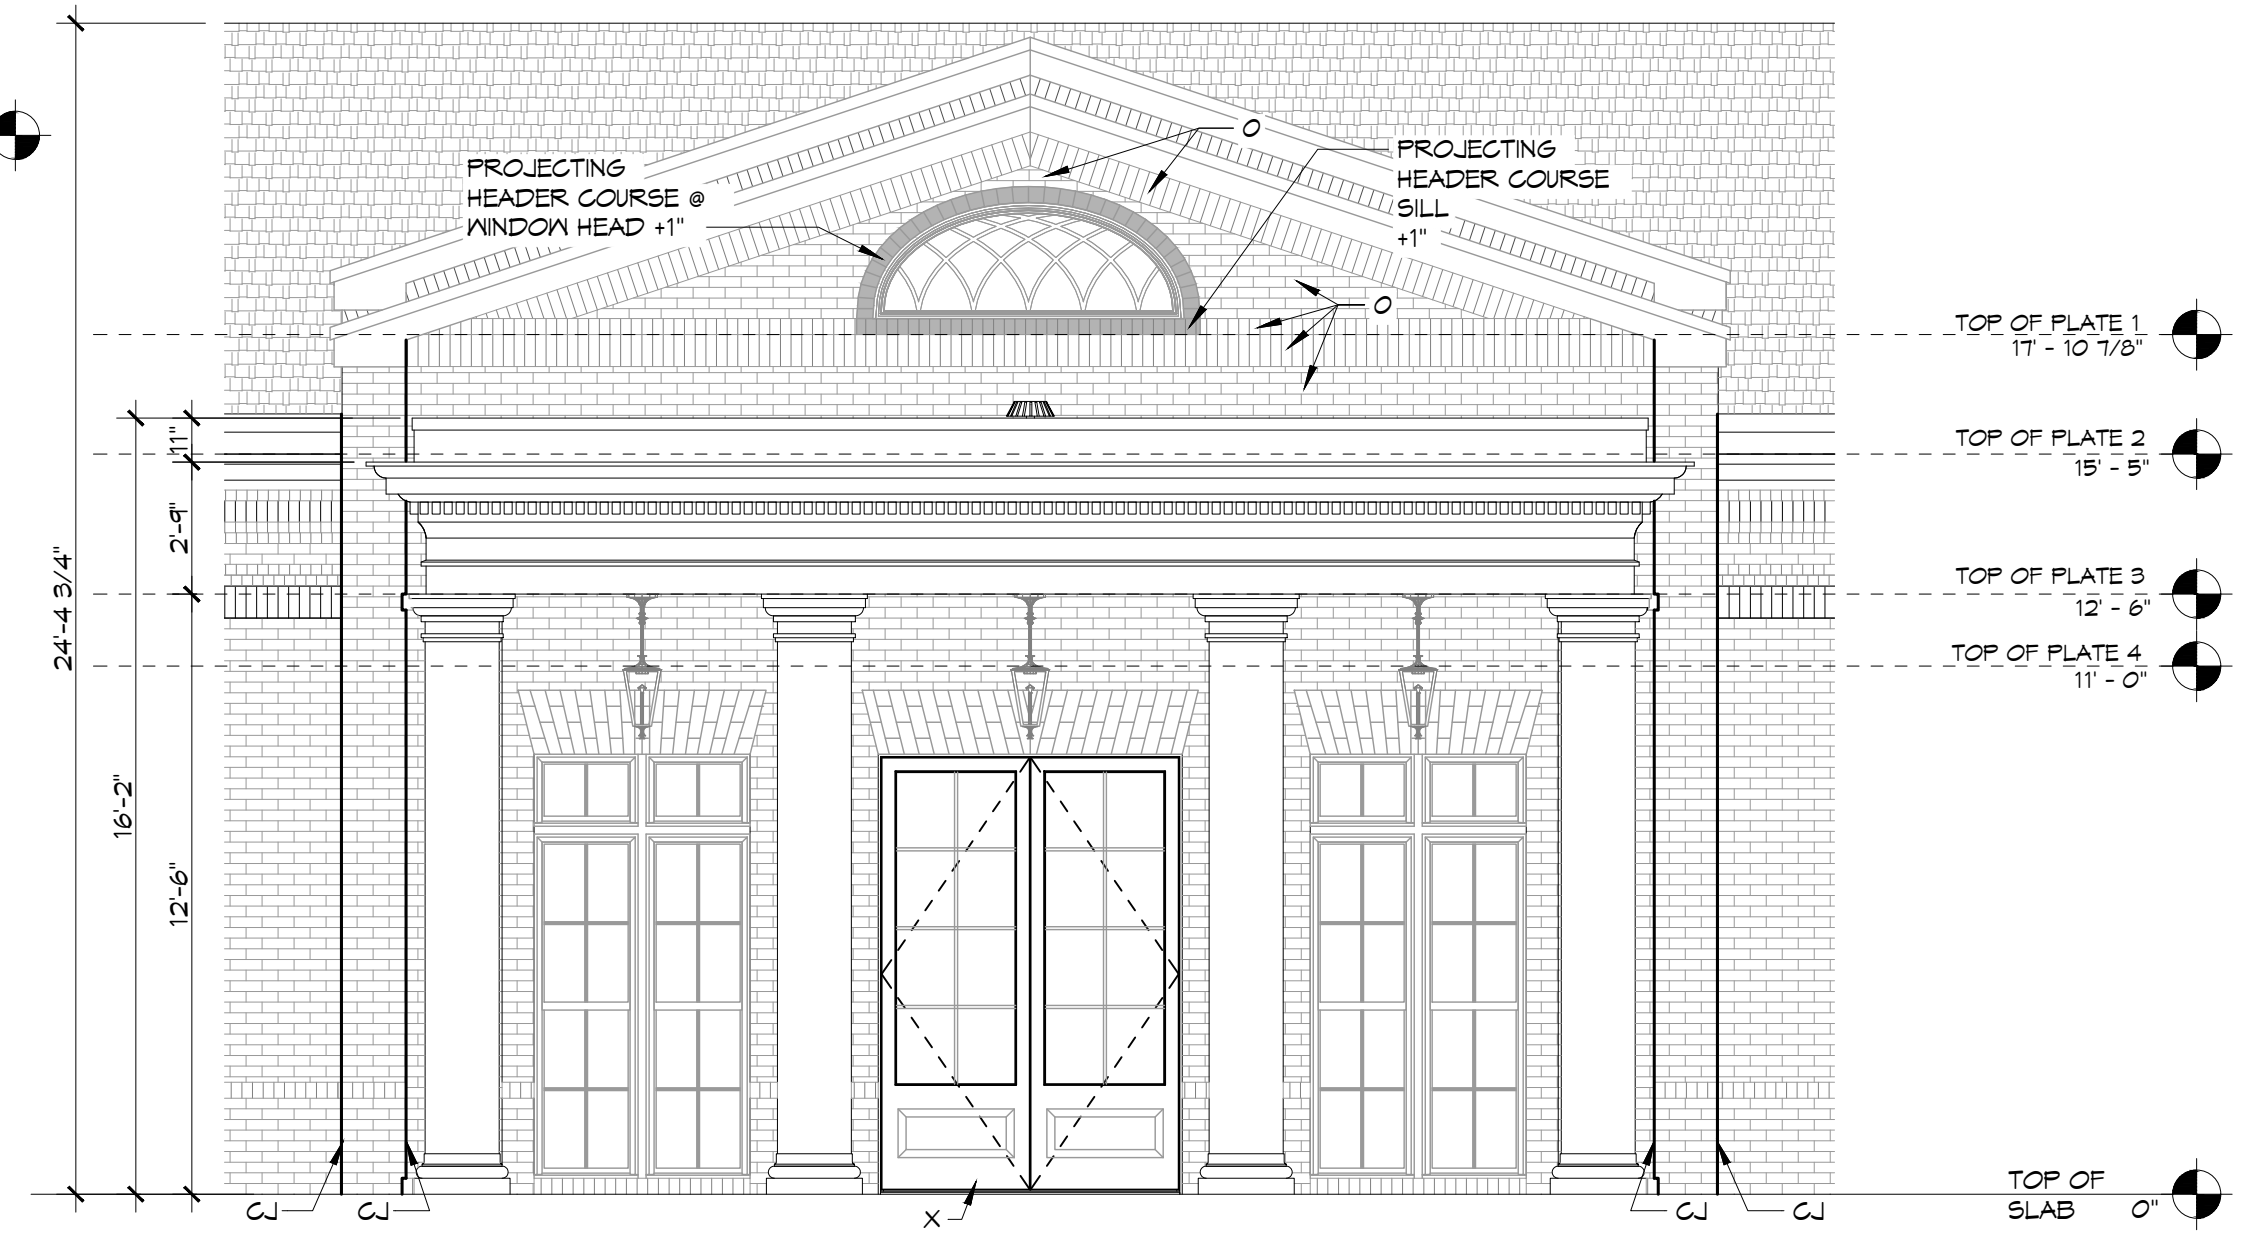 O
PROJECTING
HEADER COURSE @
WINDOW HEAD +1"
PROJECTING
HEADER COURSE
SILL
+1"
O
TOP OF PLATE 1
17' - 10 7/8"
11"
TOP OF PLATE 2
15' - 5"
2'-9"
24'-4 3/4"
TOP OF PLATE 3
12' - 6"
TOP OF PLATE 4
11' - 0"
16'-2"
12'-6"
TOP OF
SLAB 0"
CJ
CJ
X
CJ
CJ